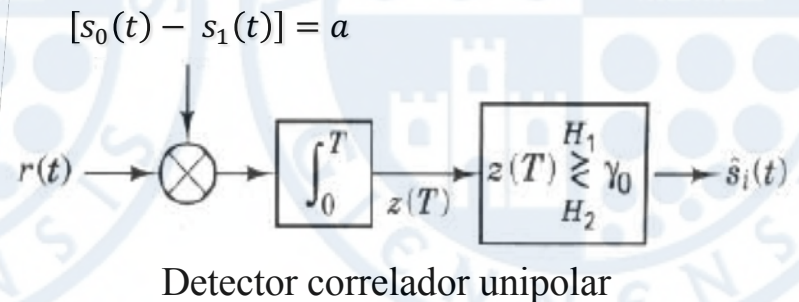 [s₀(t) − s₁(t)] = a
r(t)
∫₀ᵀ
z(T)
z(T) ≷ γ₀
H₁
H₂
ŝᵢ(t)
Detector correlador unipolar